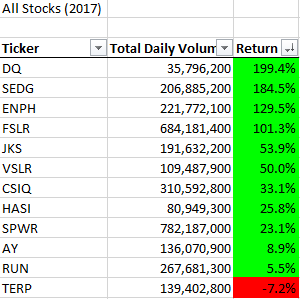 All Stocks (2017)
Ticker Total Daily Volum Return
DQ 35,796,200 199.4%
SEDG 206,885,200 184.5%
ENPH 221,772,100 129.5%
FSLR 684,181,400 101.3%
JKS 191,632,200 53.9%
VSLR 109,487,900 50.0%
CSIQ 310,592,800 33.1%
HASI 80,949,300 25.8%
SPWR 782,187,000 23.1%
AY 136,070,900 8.9%
RUN 267,681,300 5.5%
TERP 139,402,800 -7.2%